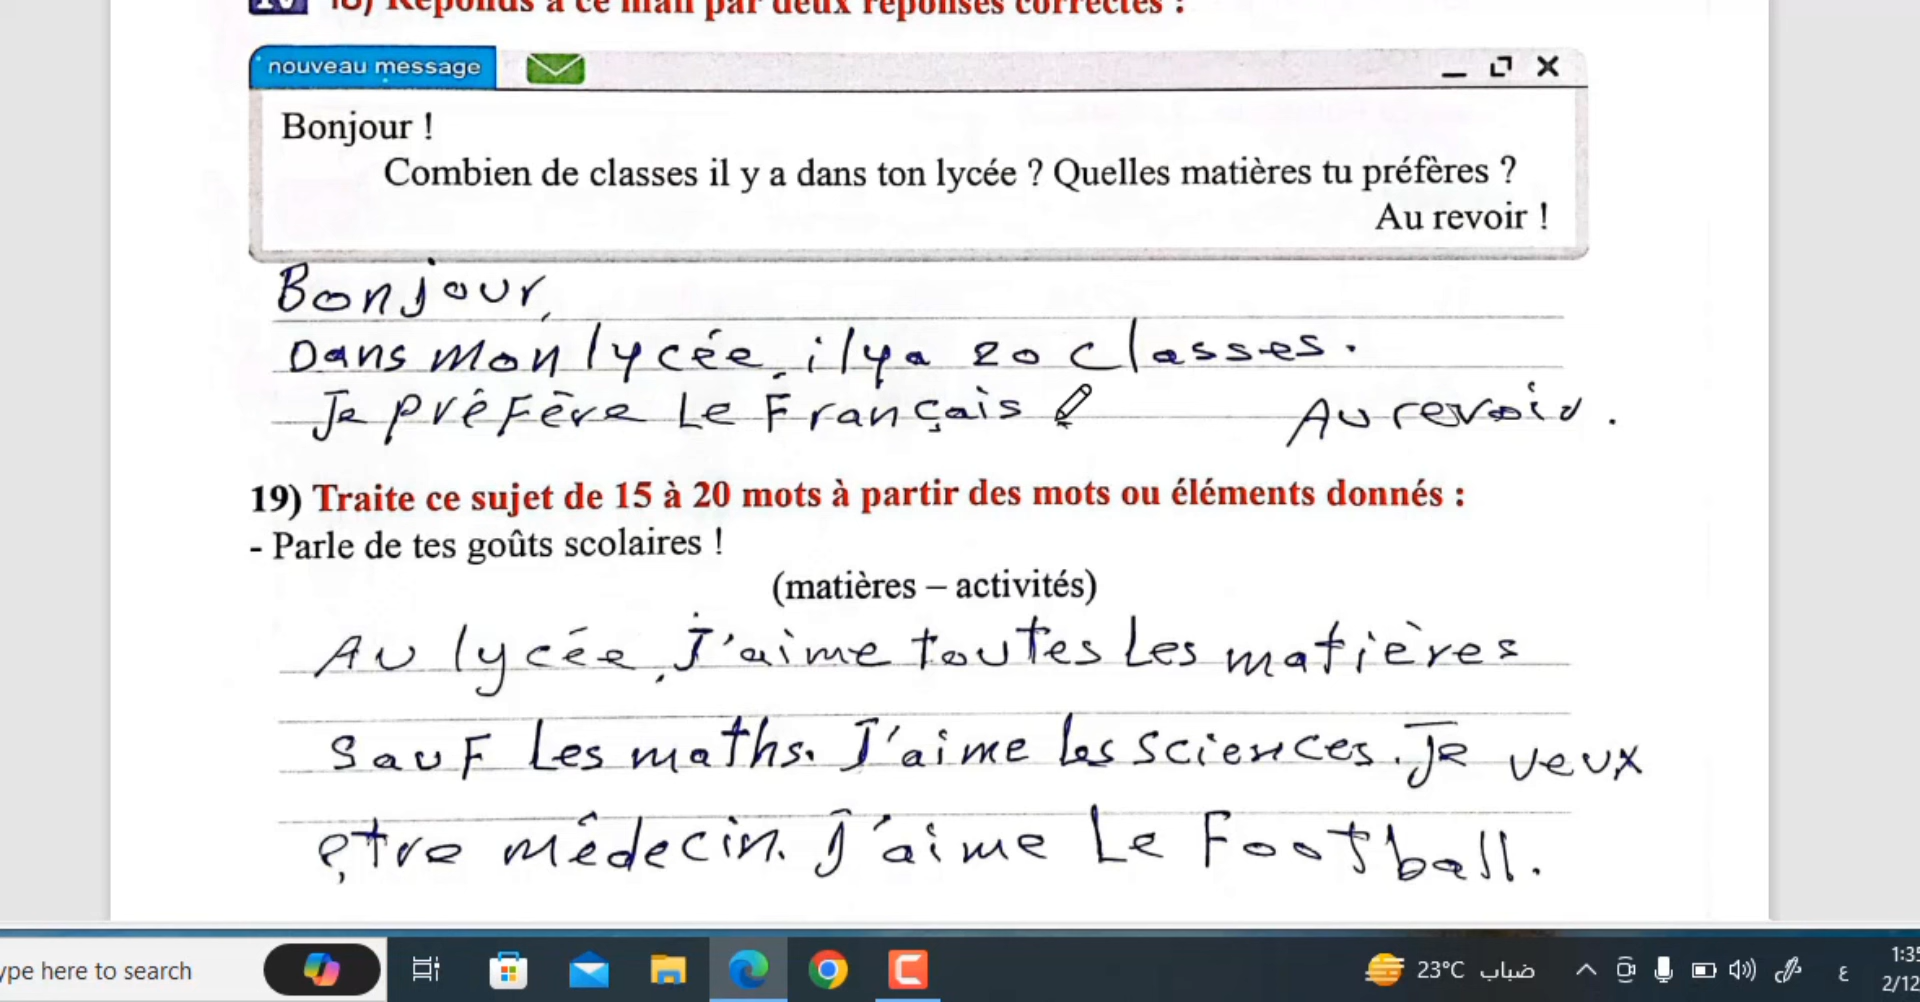 18) Réponds à ce mail par deux réponses correctes :
nouveau message
Bonjour !
Combien de classes il y a dans ton lycée ? Quelles matières tu préfères ?
Au revoir !
Bonjour,
Dans mon lycée, il y a 20 classes.
Je préfère Le Français
Au revoir.
19) Traite ce sujet de 15 à 20 mots à partir des mots ou éléments donnés :
- Parle de tes goûts scolaires !
(matières – activités)
Au lycée, J'aime toutes Les matières
sauf Les maths. J'aime les sciences. Je veux
être médecin. J'aime Le Football.
ype here to search
23°C ضباب
ع
1:35
2/12